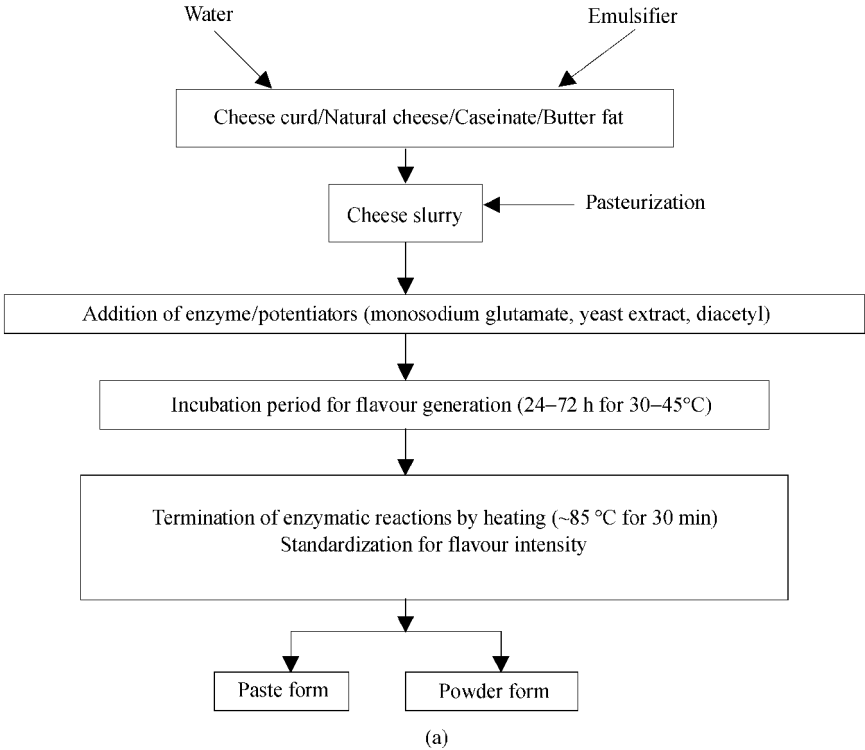 Water
Emulsifier
Cheese curd/Natural cheese/Caseinate/Butter fat
Cheese slurry
Pasteurization
Addition of enzyme/potentiators (monosodium glutamate, yeast extract, diacetyl)
Incubation period for flavour generation (24–72 h for 30–45°C)
Termination of enzymatic reactions by heating (~85 °C for 30 min)
Standardization for flavour intensity
Paste form
Powder form
(a)